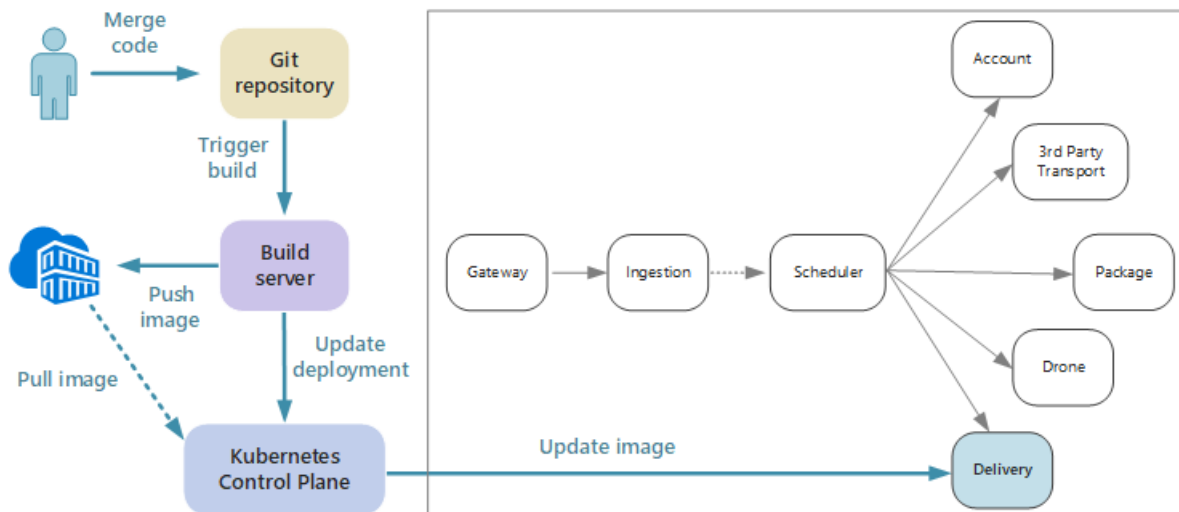 Merge
code
Git
repository
Trigger
build
Build
server
Push
image
Pull image
Update
deployment
Kubernetes
Control Plane
Update image
Gateway
Ingestion
Scheduler
Account
3rd Party
Transport
Package
Drone
Delivery